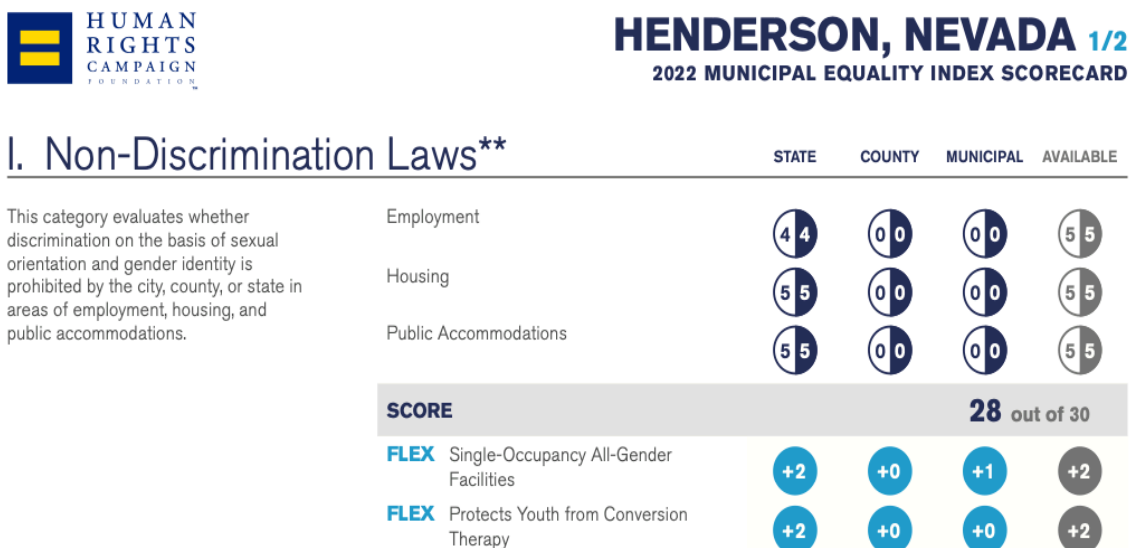 HUMAN
RIGHTS
CAMPAIGN
FOUNDATION™
HENDERSON, NEVADA 1/2
2022 MUNICIPAL EQUALITY INDEX SCORECARD
I. Non-Discrimination Laws**
STATE COUNTY MUNICIPAL AVAILABLE
This category evaluates whether
discrimination on the basis of sexual
orientation and gender identity is
prohibited by the city, county, or state in
areas of employment, housing, and
public accommodations.
Employment
4 4 0 0 0 0 5 5
Housing
5 5 0 0 0 0 5 5
Public Accommodations
5 5 0 0 0 0 5 5
SCORE 28 out of 30
FLEX Single-Occupancy All-Gender
Facilities
+2 +0 +1 +2
FLEX Protects Youth from Conversion
Therapy
+2 +0 +0 +2